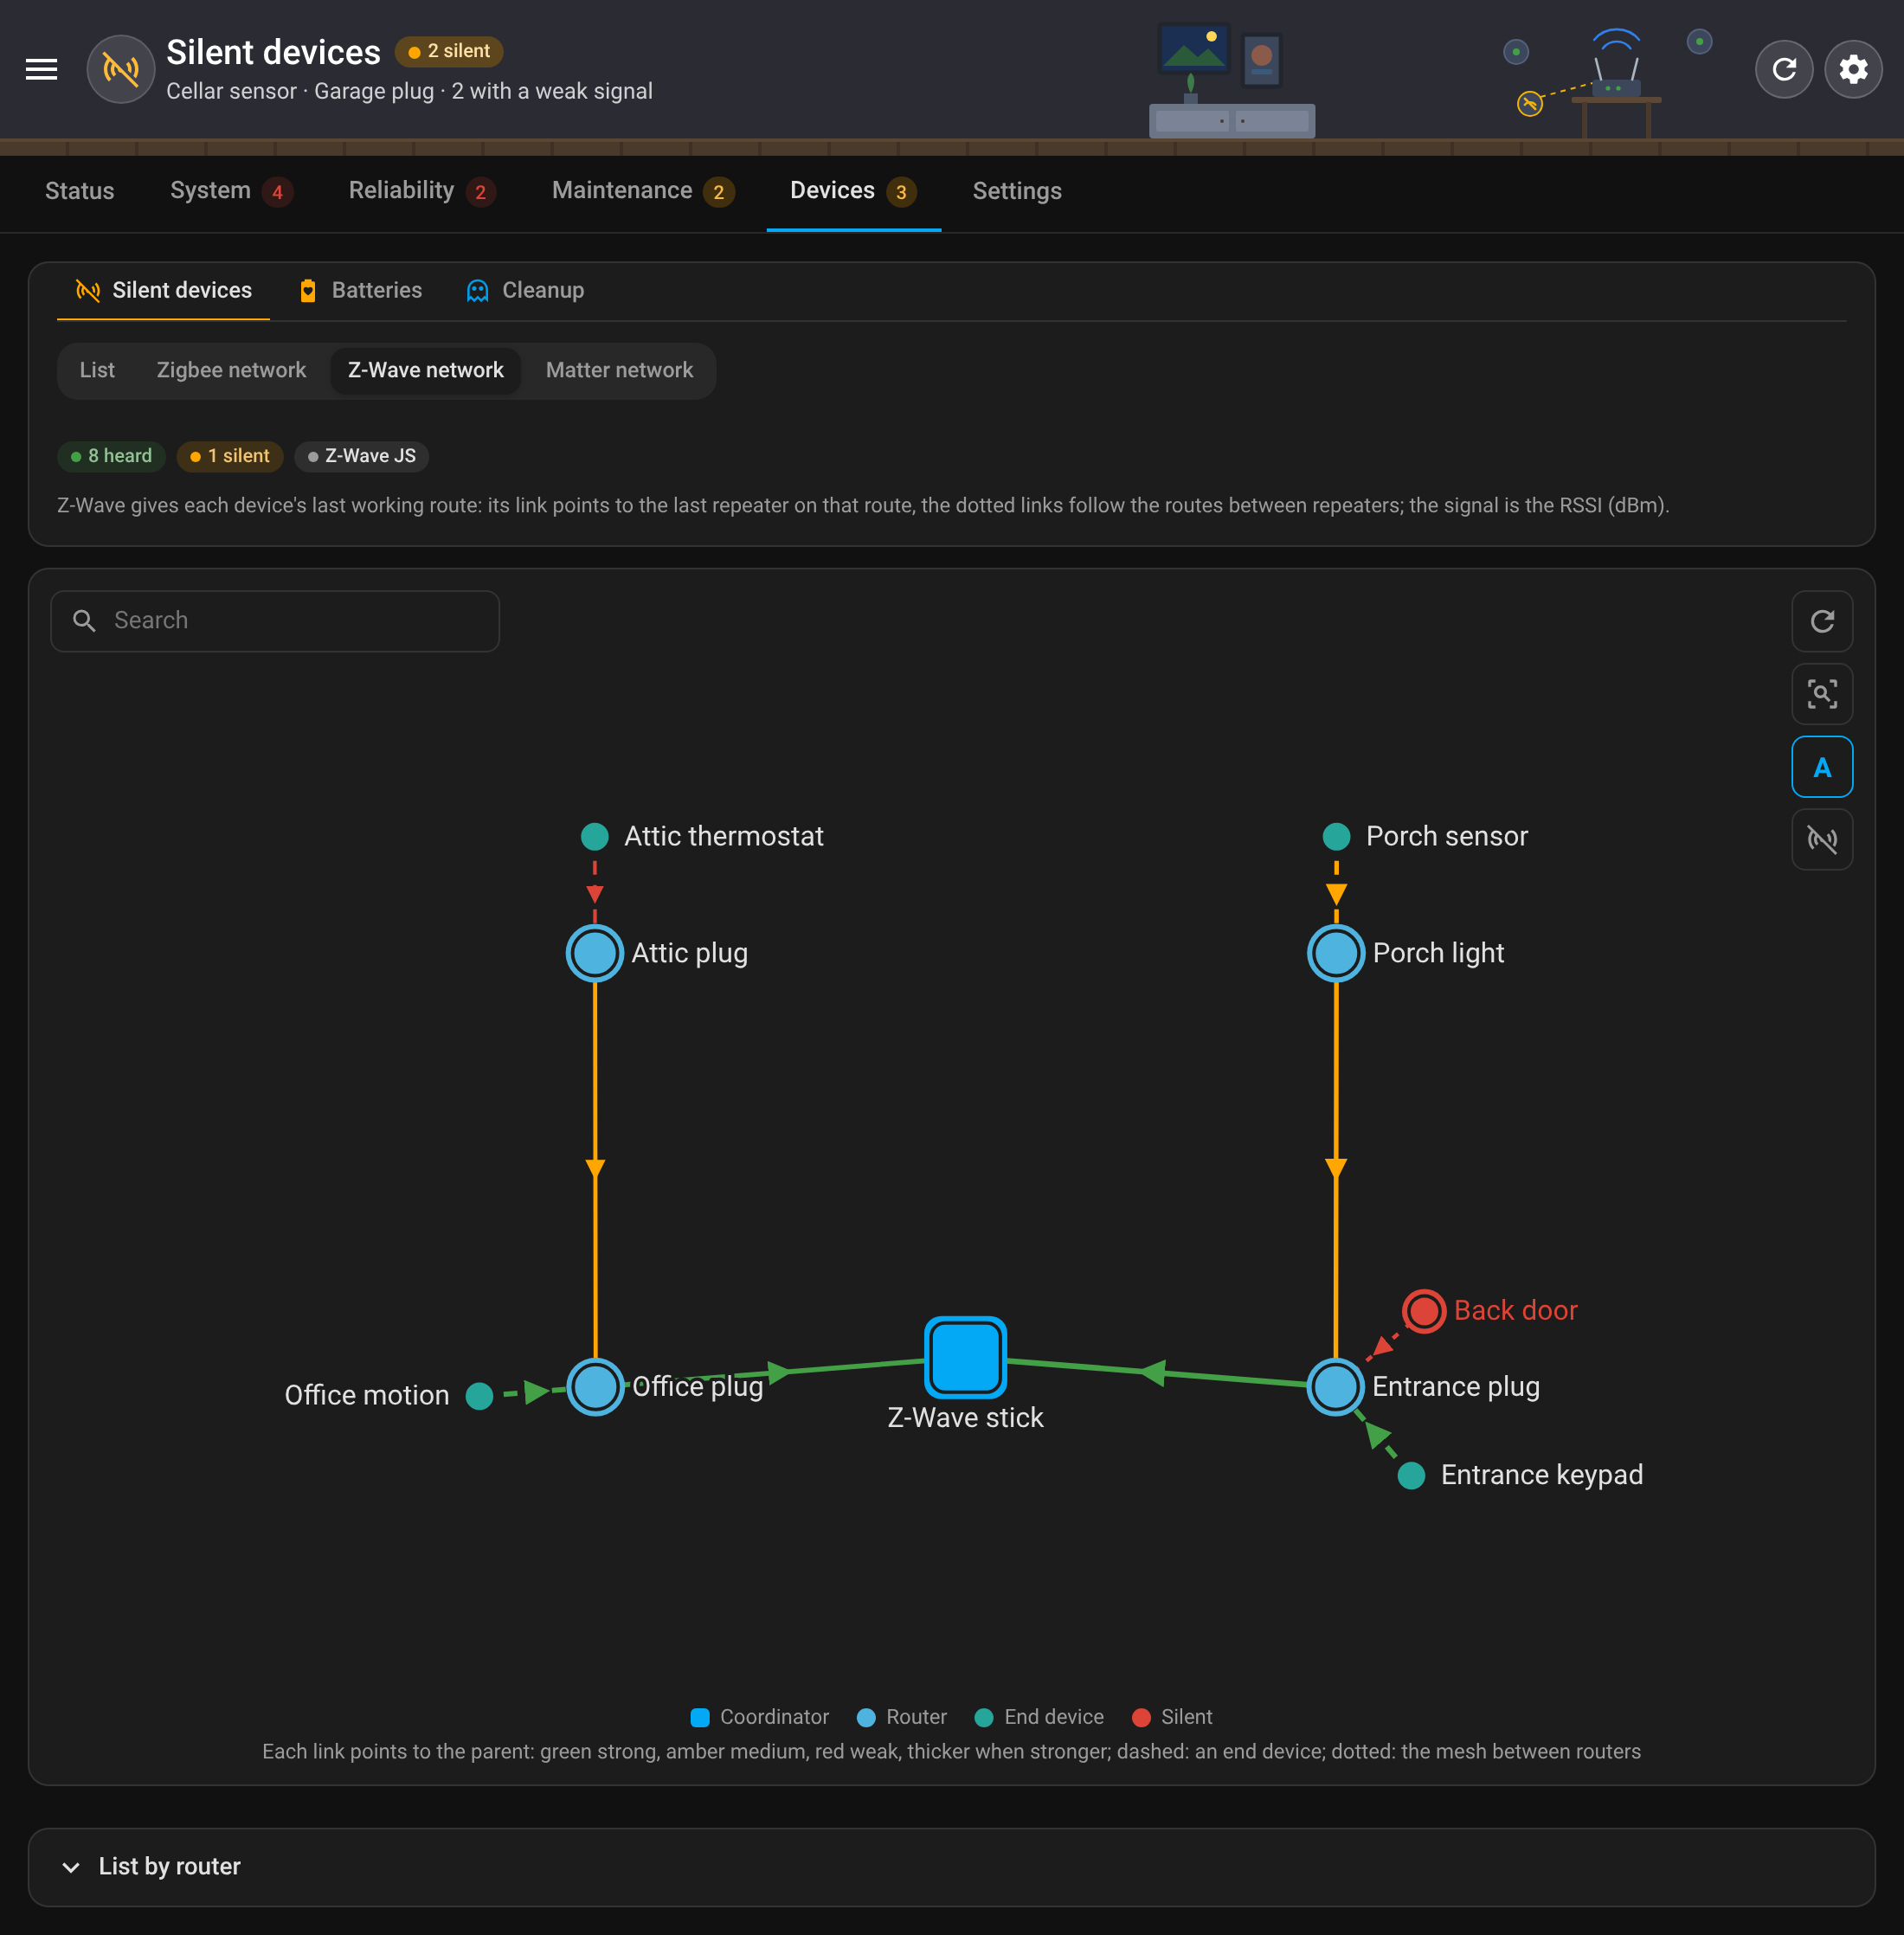 Silent devices
2 silent
Cellar sensor · Garage plug · 2 with a weak signal
Status
System 4
Reliability 2
Maintenance 2
Devices 3
Settings
Silent devices
Batteries
Cleanup
List
Zigbee network
Z-Wave network
Matter network
8 heard
1 silent
Z-Wave JS
Z-Wave gives each device's last working route: its link points to the last repeater on that route, the dotted links follow the routes between repeaters; the signal is the RSSI (dBm).
Search
A
Attic thermostat
Porch sensor
Attic plug
Porch light
Back door
Office motion
Office plug
Entrance plug
Z-Wave stick
Entrance keypad
Coordinator
Router
End device
Silent
Each link points to the parent: green strong, amber medium, red weak, thicker when stronger; dashed: an end device; dotted: the mesh between routers
List by router